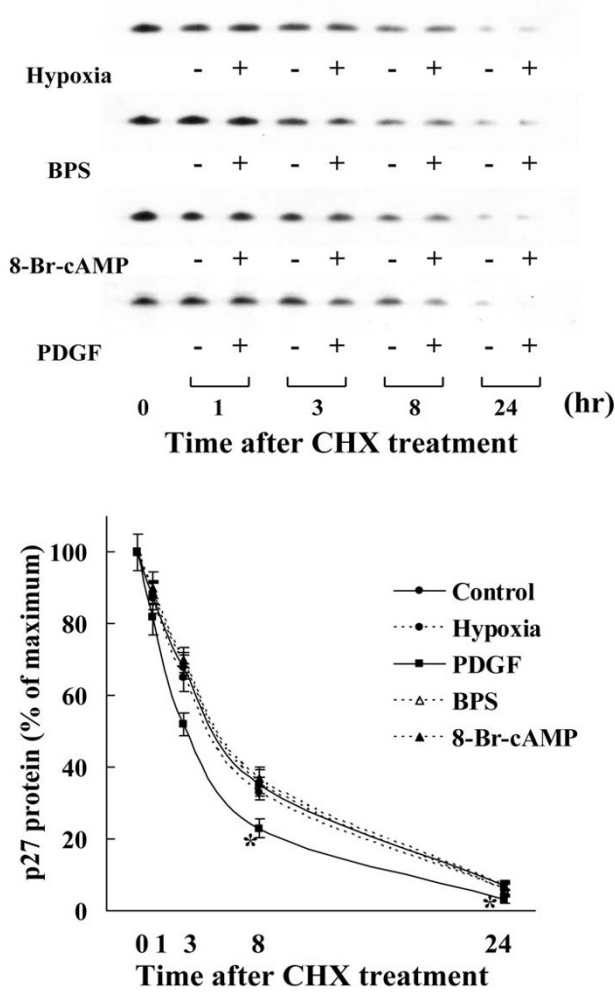 Hypoxia - + - + - + - +
BPS - + - + - + - +
8-Br-cAMP - + - + - + - +
PDGF - + - + - + - +
0 1 3 8 24 (hr)
Time after CHX treatment
p27 protein (% of maximum)
100
80
60
40
20
0
Control
Hypoxia
PDGF
BPS
8-Br-cAMP
*
*
0 1 3 8 24
Time after CHX treatment